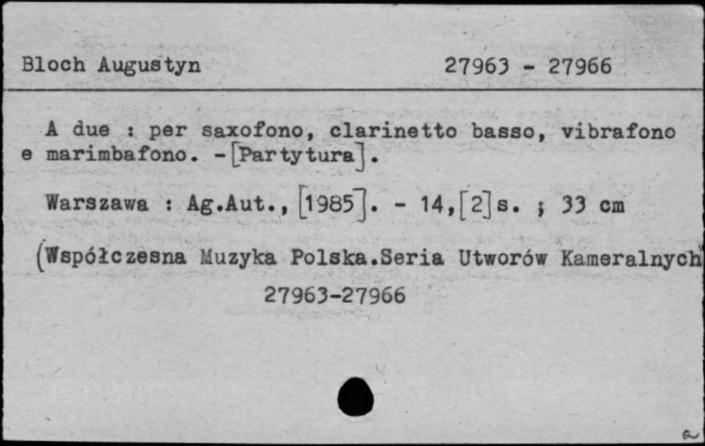 Bloch Augustyn 27963 - 27966
A due : per saxofono, clarinetto basso, vibrafono
e marimbafono. -[Partytura].
Warszawa : Ag.Aut., [1985]. - 14,[2]s. ; 33 cm
(Współczesna Muzyka Polska.Seria Utworów Kameralnych)
27963-27966
a